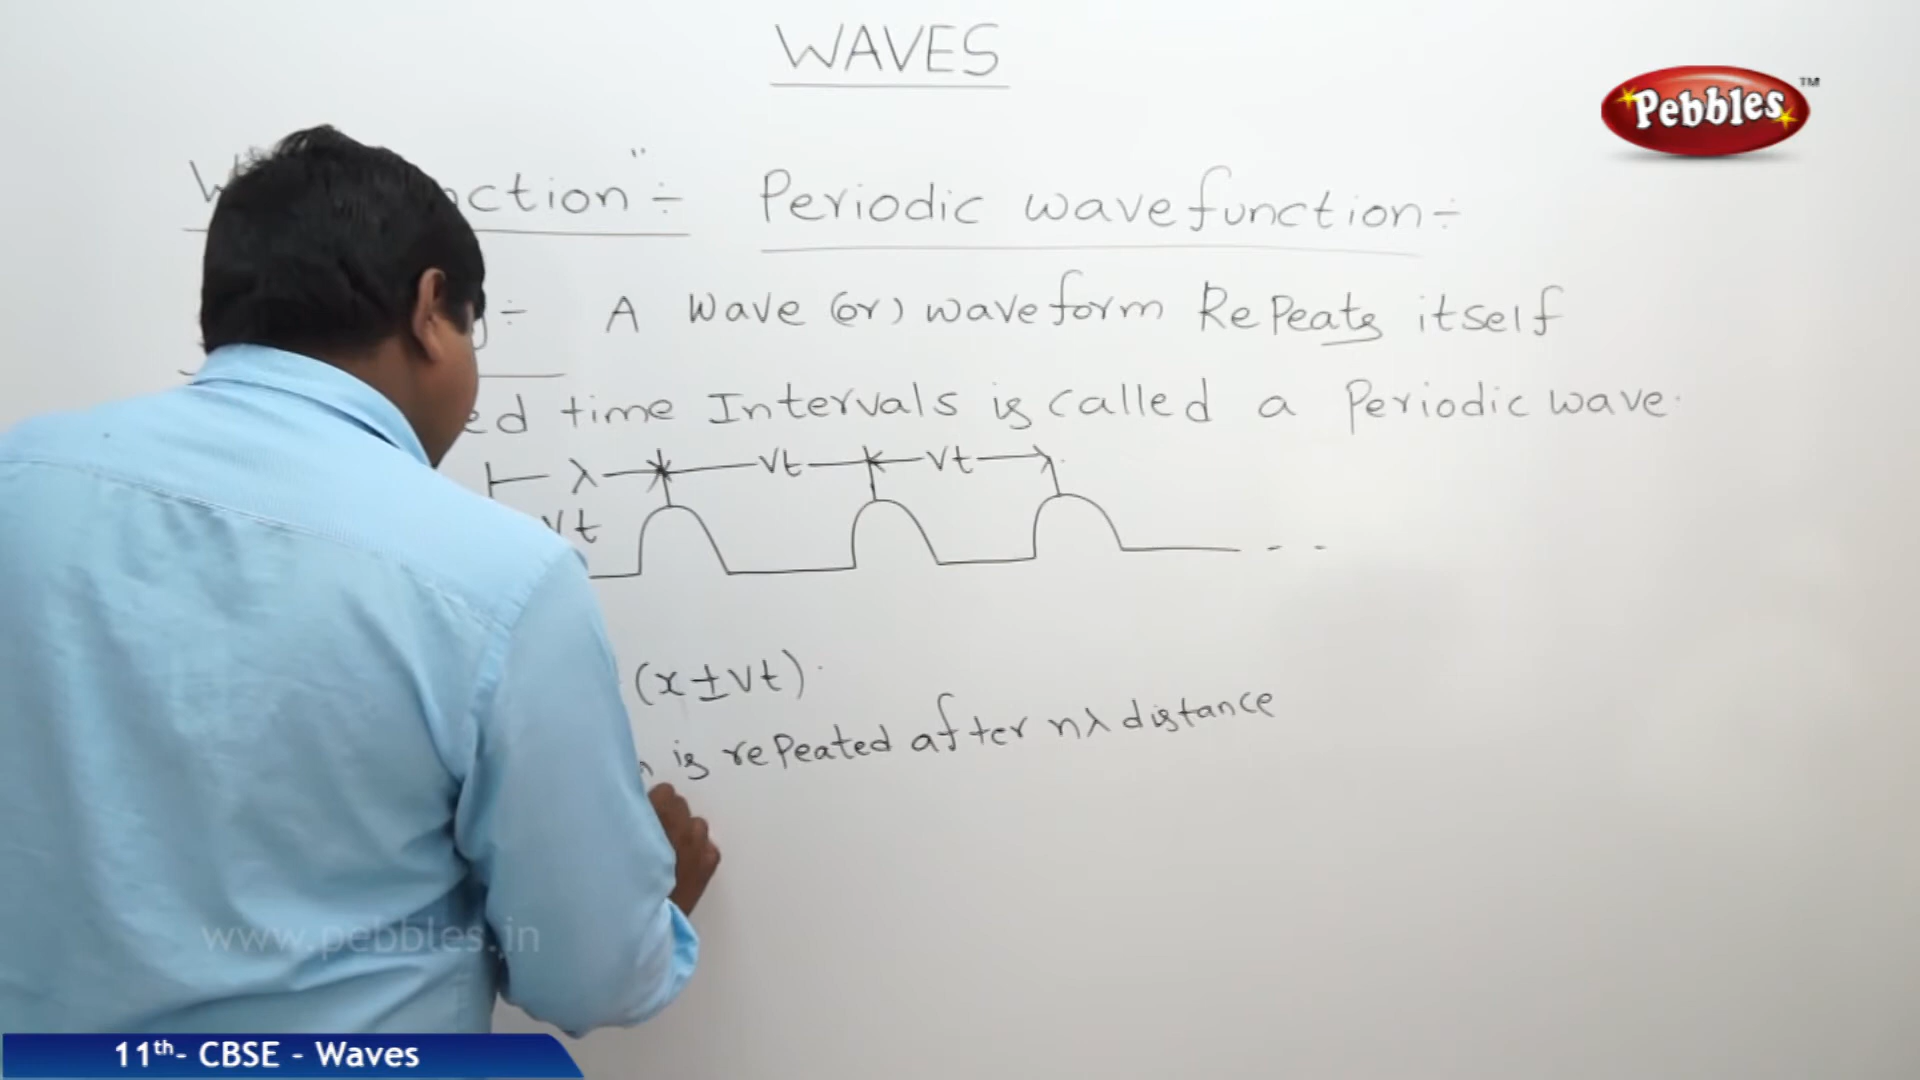 WAVES
Pebbles™
ction" ÷ Periodic wavefunction ÷
÷ A wave (or) waveform Repeats itself
ed time Intervals is called a Periodic wave.
λ Vt Vt
Vt
(x±Vt).
is repeated after nλ distance
www.pebbles.in
11th- CBSE - Waves